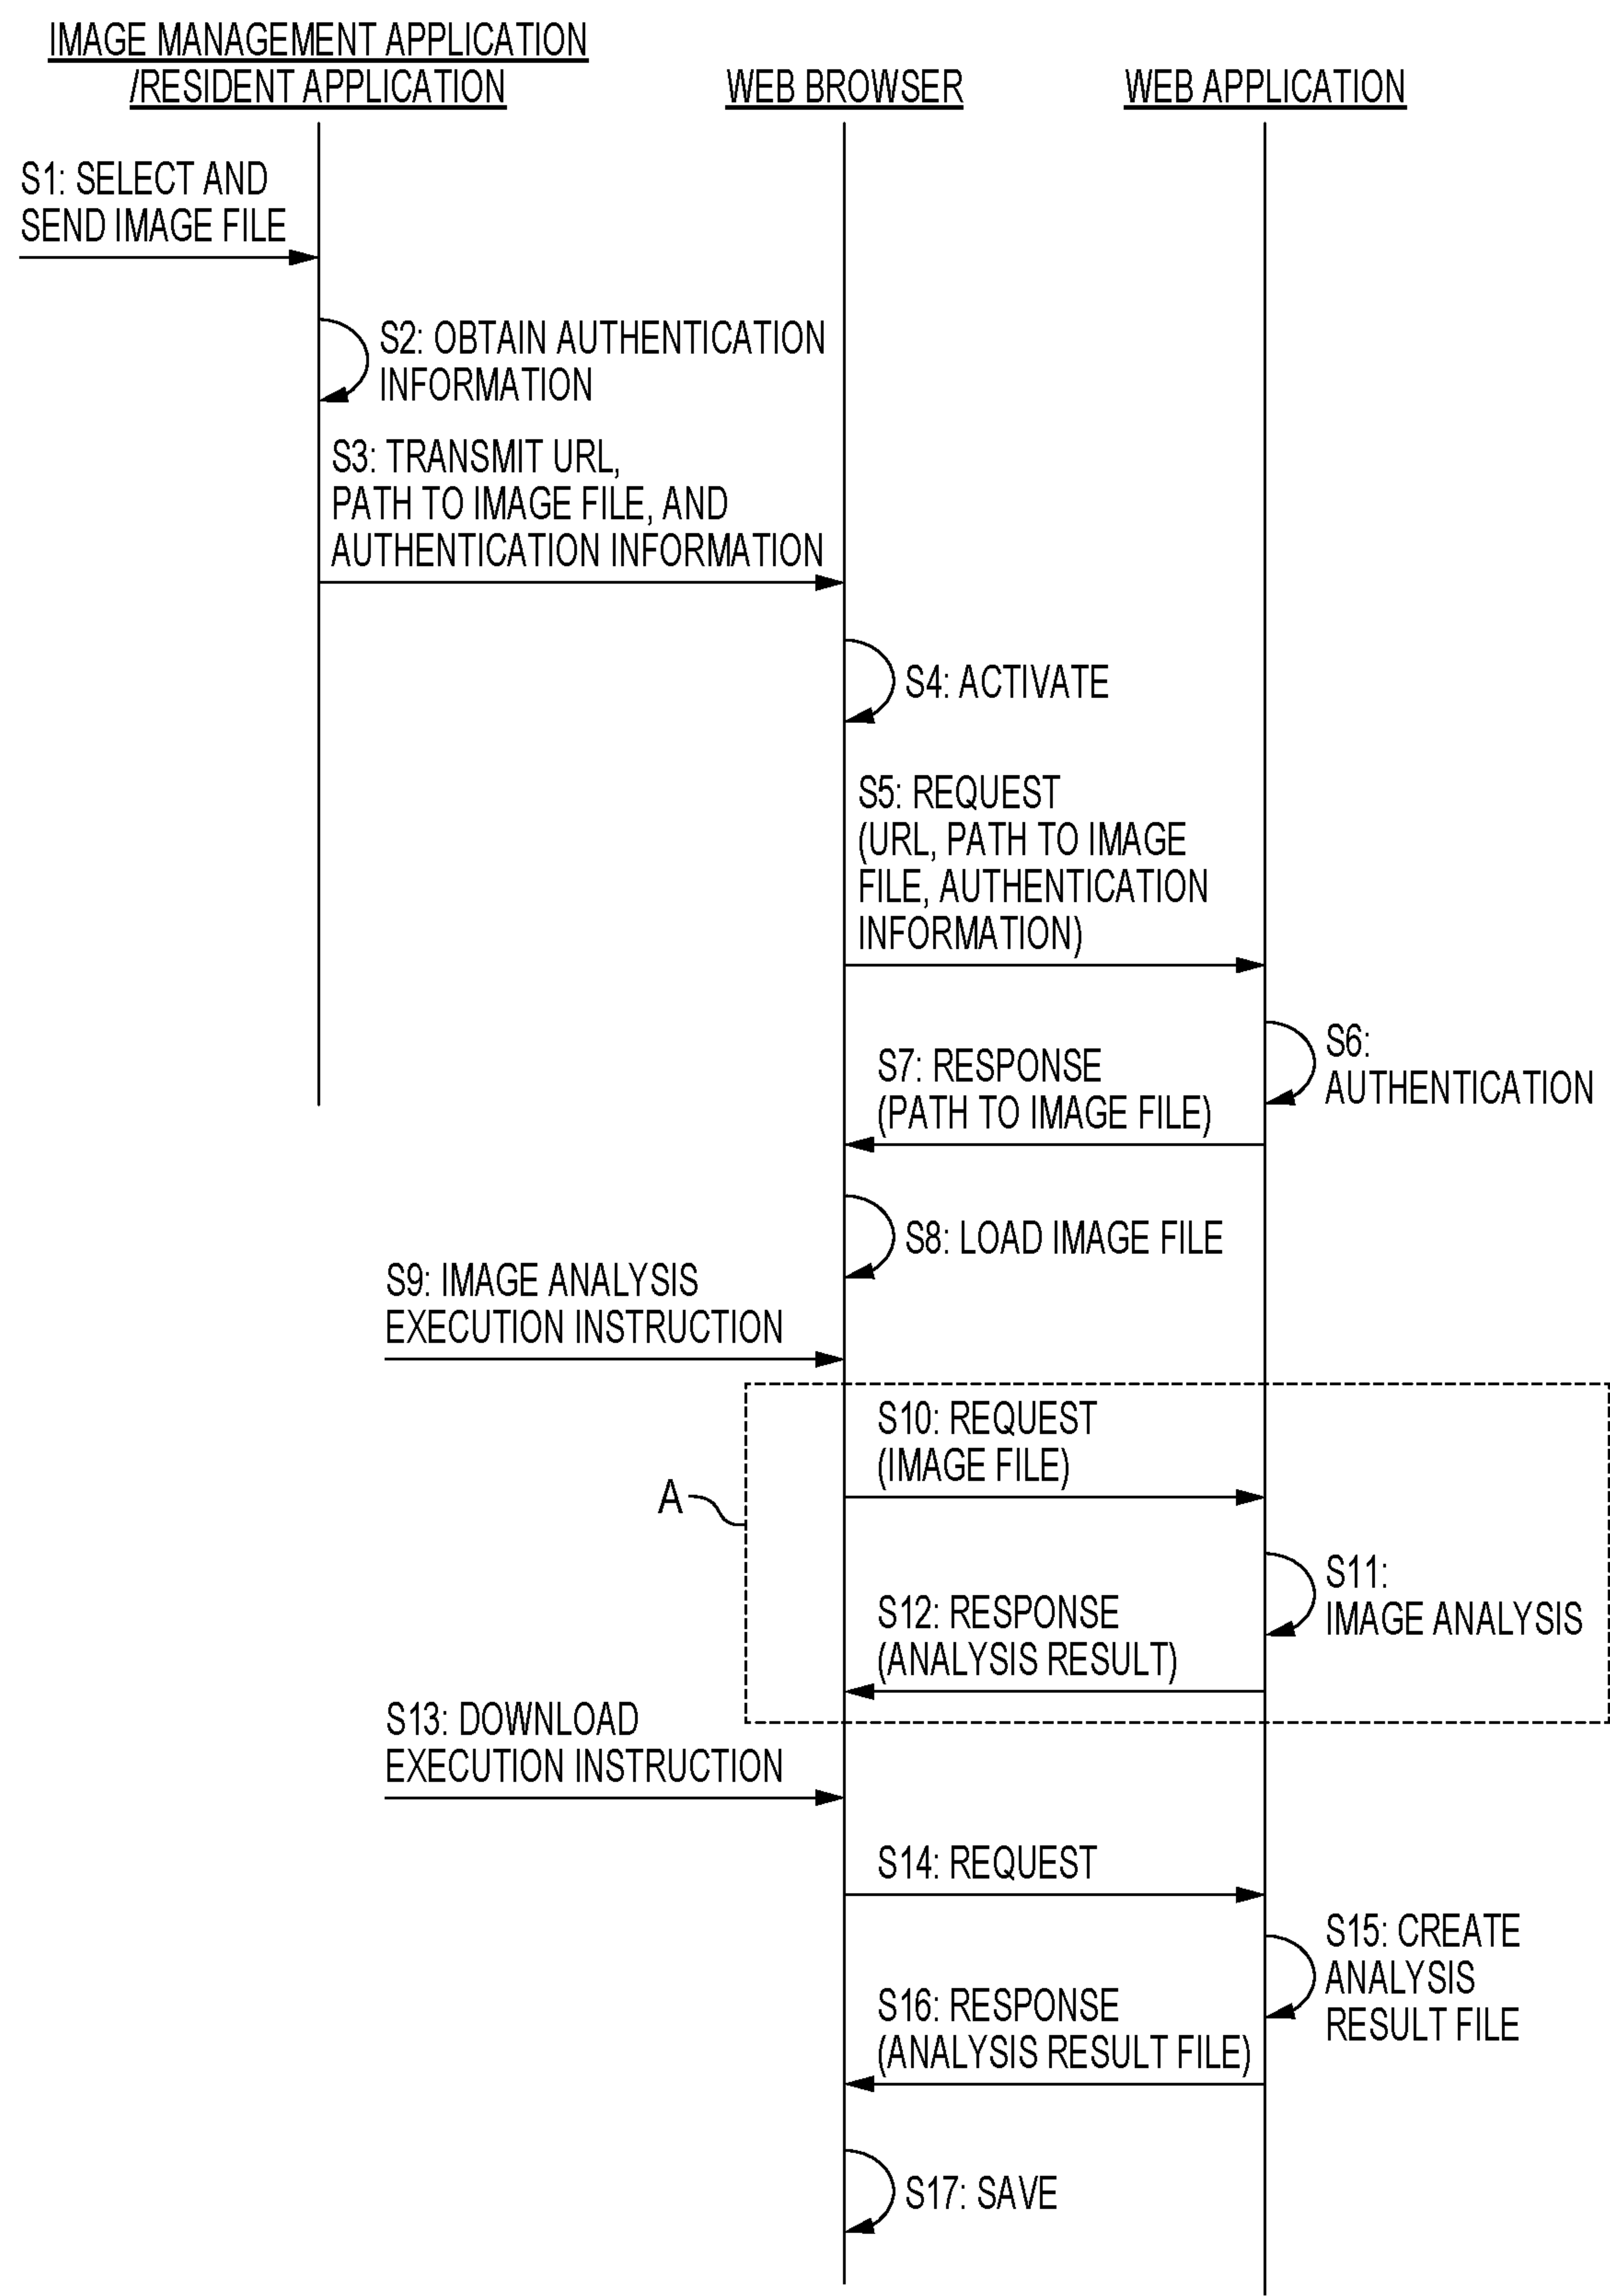 IMAGE MANAGEMENT APPLICATION
/RESIDENT APPLICATION
WEB BROWSER
WEB APPLICATION
S1: SELECT AND
SEND IMAGE FILE
S2: OBTAIN AUTHENTICATION
INFORMATION
S3: TRANSMIT URL,
PATH TO IMAGE FILE, AND
AUTHENTICATION INFORMATION
S4: ACTIVATE
S5: REQUEST
(URL, PATH TO IMAGE
FILE, AUTHENTICATION
INFORMATION)
S6:
AUTHENTICATION
S7: RESPONSE
(PATH TO IMAGE FILE)
S8: LOAD IMAGE FILE
S9: IMAGE ANALYSIS
EXECUTION INSTRUCTION
S10: REQUEST
(IMAGE FILE)
A
S11:
IMAGE ANALYSIS
S12: RESPONSE
(ANALYSIS RESULT)
S13: DOWNLOAD
EXECUTION INSTRUCTION
S14: REQUEST
S15: CREATE
ANALYSIS
RESULT FILE
S16: RESPONSE
(ANALYSIS RESULT FILE)
S17: SAVE